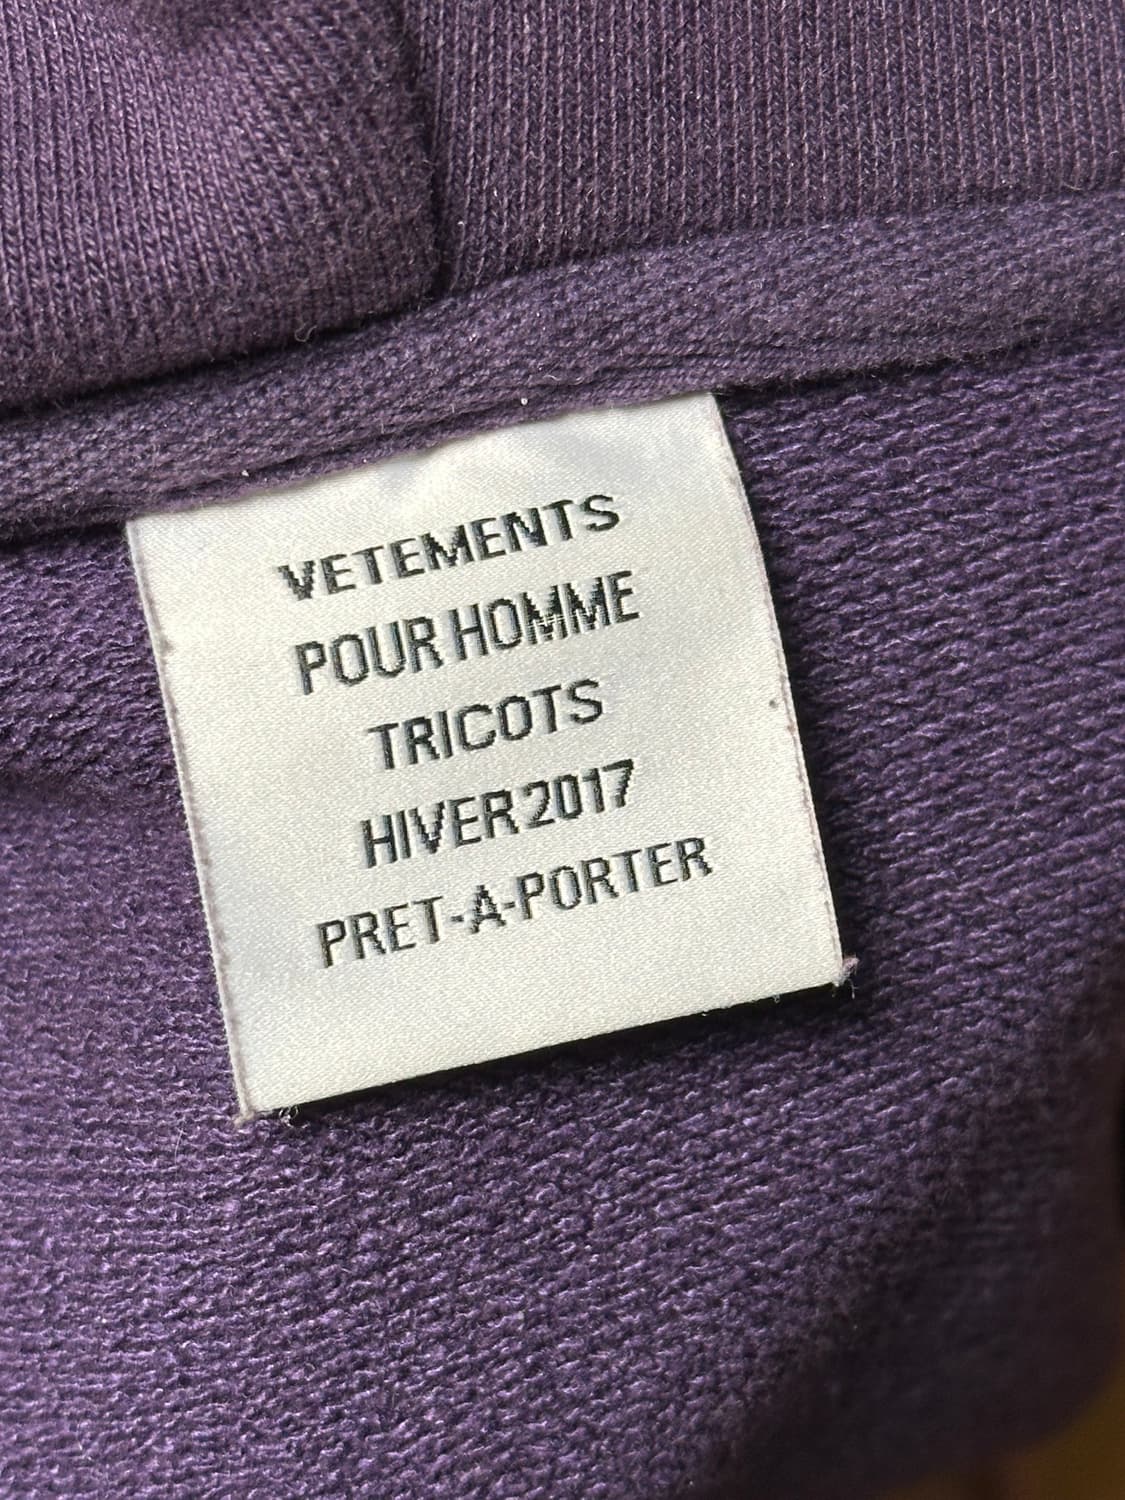 VETEMENTS
POUR HOMME
TRICOTS
HIVER 2017
PRET-A-PORTER